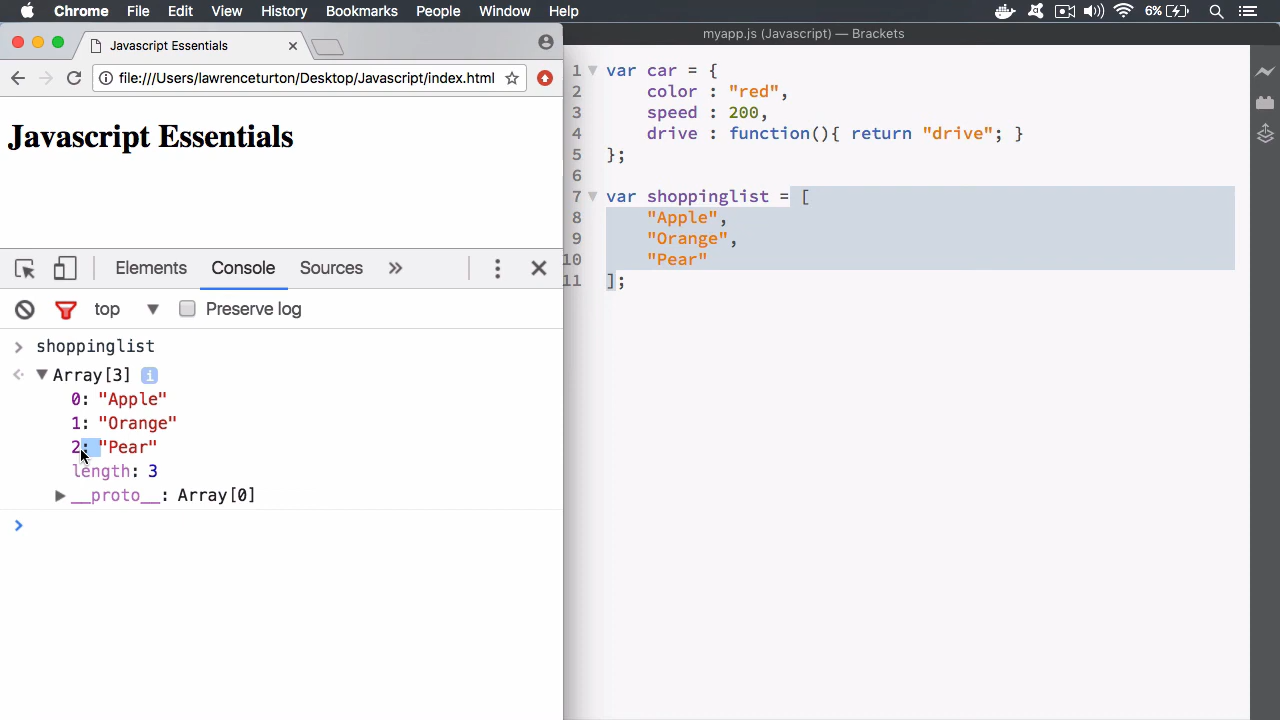 Chrome File Edit View History Bookmarks People Window Help 6%
Javascript Essentials
file:///Users/lawrenceturton/Desktop/Javascript/index.html
Javascript Essentials
Elements Console Sources »
top Preserve log
> shoppinglist
Array[3] i
0: "Apple"
1: "Orange"
2: "Pear"
length: 3
__proto__: Array[0]
>
myapp.js (Javascript) — Brackets
1 var car = {
2 color : "red",
3 speed : 200,
4 drive : function(){ return "drive"; }
5 };
6
7 var shoppinglist = [
8 "Apple",
9 "Orange",
10 "Pear"
11 ];